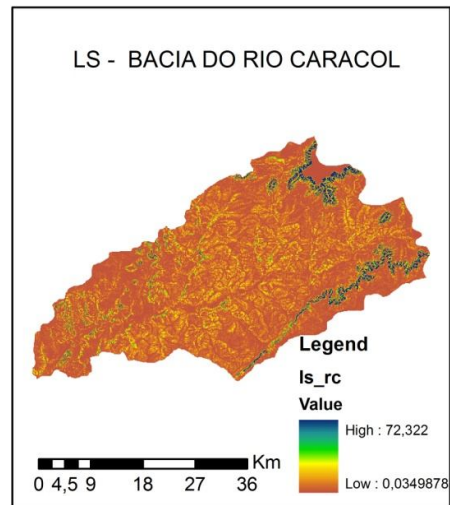 LS - BACIA DO RIO CARACOL
Legend
ls_rc
Value
High : 72,322
Low : 0,0349878
Km
0 4,5 9 18 27 36